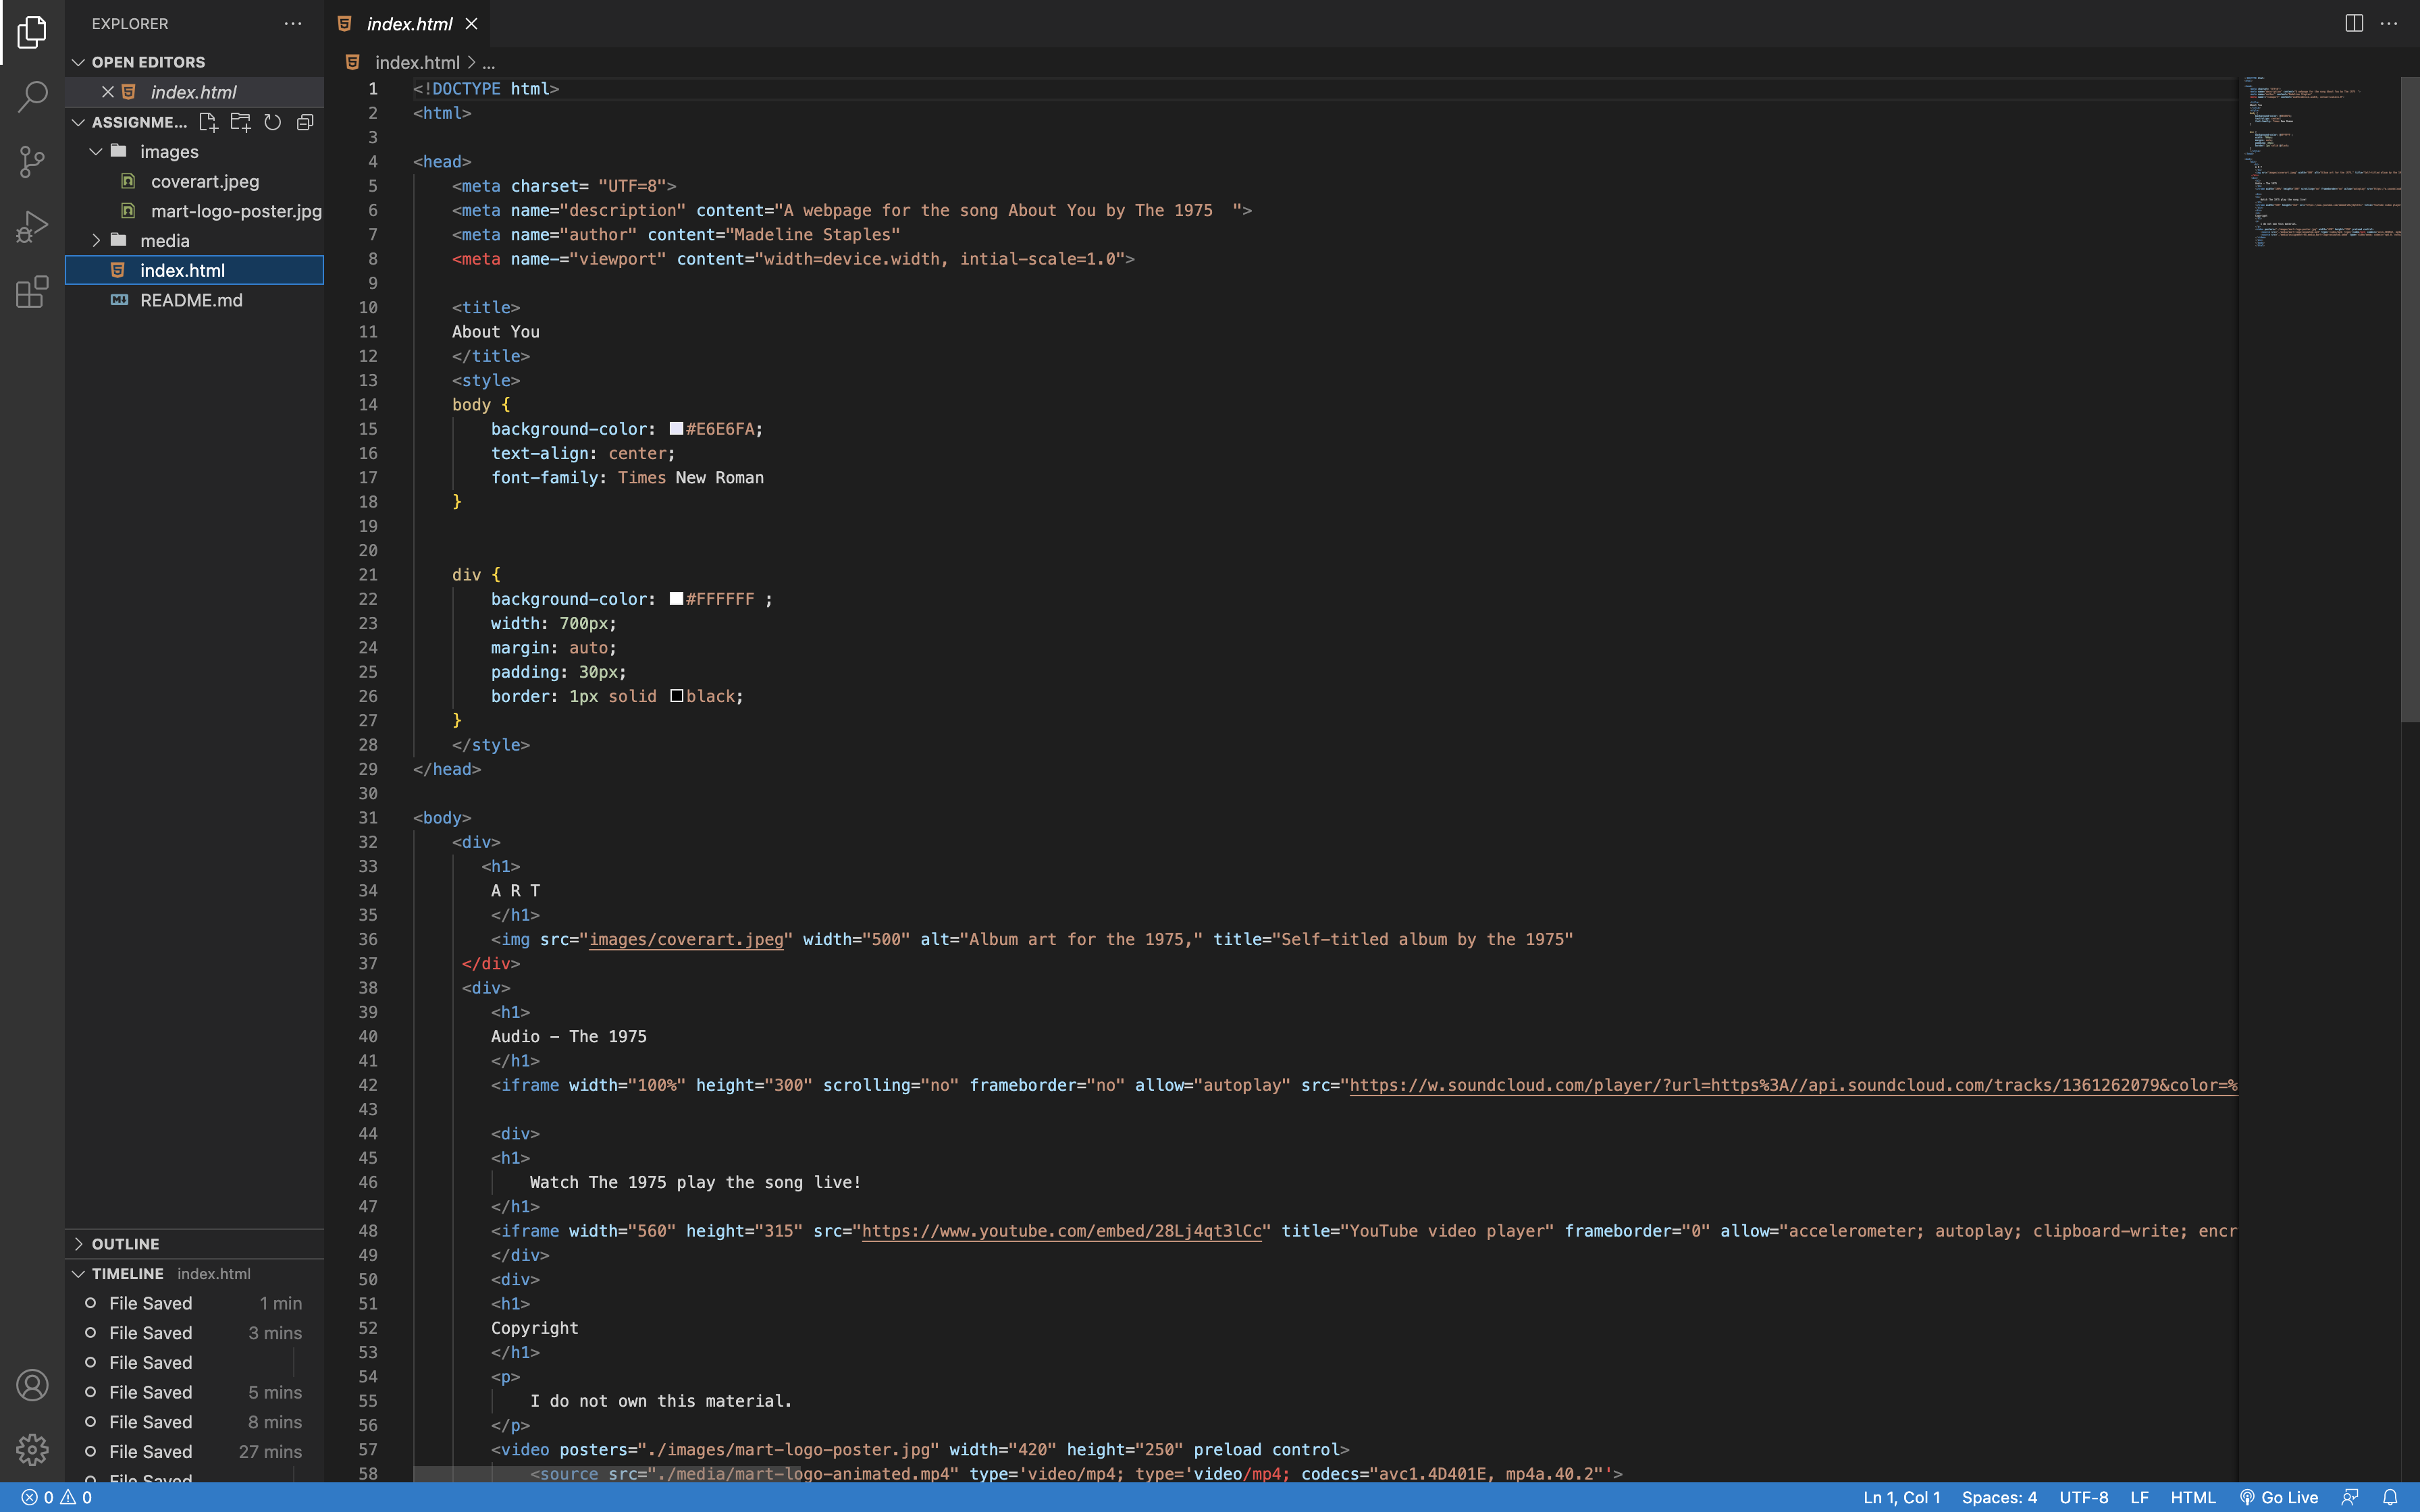 EXPLORER
OPEN EDITORS
index.html
ASSIGNME...
images
coverart.jpeg
mart-logo-poster.jpg
media
index.html
README.md
OUTLINE
TIMELINE index.html
File Saved 1 min
File Saved 3 mins
File Saved
File Saved 5 mins
File Saved 8 mins
File Saved 27 mins
File Saved
index.html
index.html > ...
1 <!DOCTYPE html>
2 <html>
3
4 <head>
5 <meta charset= "UTF=8">
6 <meta name="description" content="A webpage for the song About You by The 1975  ">
7 <meta name="author" content="Madeline Staples"
8 <meta name-="viewport" content="width=device.width, intial-scale=1.0">
9
10 <title>
11 About You
12 </title>
13 <style>
14 body {
15 background-color: #E6E6FA;
16 text-align: center;
17 font-family: Times New Roman
18 }
19
20
21 div {
22 background-color: #FFFFFF ;
23 width: 700px;
24 margin: auto;
25 padding: 30px;
26 border: 1px solid black;
27 }
28 </style>
29 </head>
30
31 <body>
32 <div>
33 <h1>
34 A R T
35 </h1>
36 <img src="images/coverart.jpeg" width="500" alt="Album art for the 1975," title="Self-titled album by the 1975"
37 </div>
38 <div>
39 <h1>
40 Audio – The 1975
41 </h1>
42 <iframe width="100%" height="300" scrolling="no" frameborder="no" allow="autoplay" src="https://w.soundcloud.com/player/?url=https%3A//api.soundcloud.com/tracks/1361262079&color=%
43
44 <div>
45 <h1>
46 Watch The 1975 play the song live!
47 </h1>
48 <iframe width="560" height="315" src="https://www.youtube.com/embed/28Lj4qt3lCc" title="YouTube video player" frameborder="0" allow="accelerometer; autoplay; clipboard-write; encr
49 </div>
50 <div>
51 <h1>
52 Copyright
53 </h1>
54 <p>
55 I do not own this material.
56 </p>
57 <video posters="./images/mart-logo-poster.jpg" width="420" height="250" preload control>
58 <source src="./media/mart-logo-animated.mp4" type='video/mp4; type='video/mp4; codecs="avc1.4D401E, mp4a.40.2"'>
0 0
Ln 1, Col 1 Spaces: 4 UTF-8 LF HTML Go Live